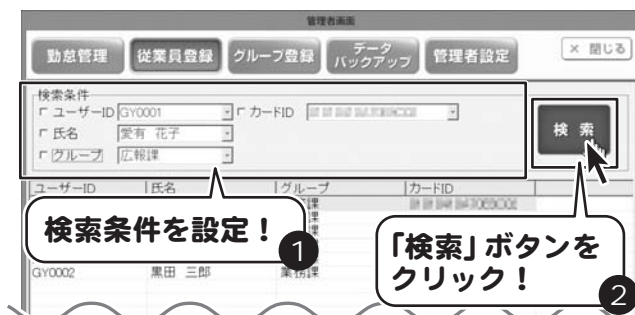 管理者画面
勤怠管理 従業員登録 グループ登録 データバックアップ 管理者設定 × 閉じる
検索条件
ユーザーID GY0001 カードID
氏名 愛有 花子
グループ 広報課
検 索
ユーザーID 氏名 グループ カードID
検索条件を設定！
1
「検索」ボタンを
クリック！
2
GY0002 黒田 三郎 業務課